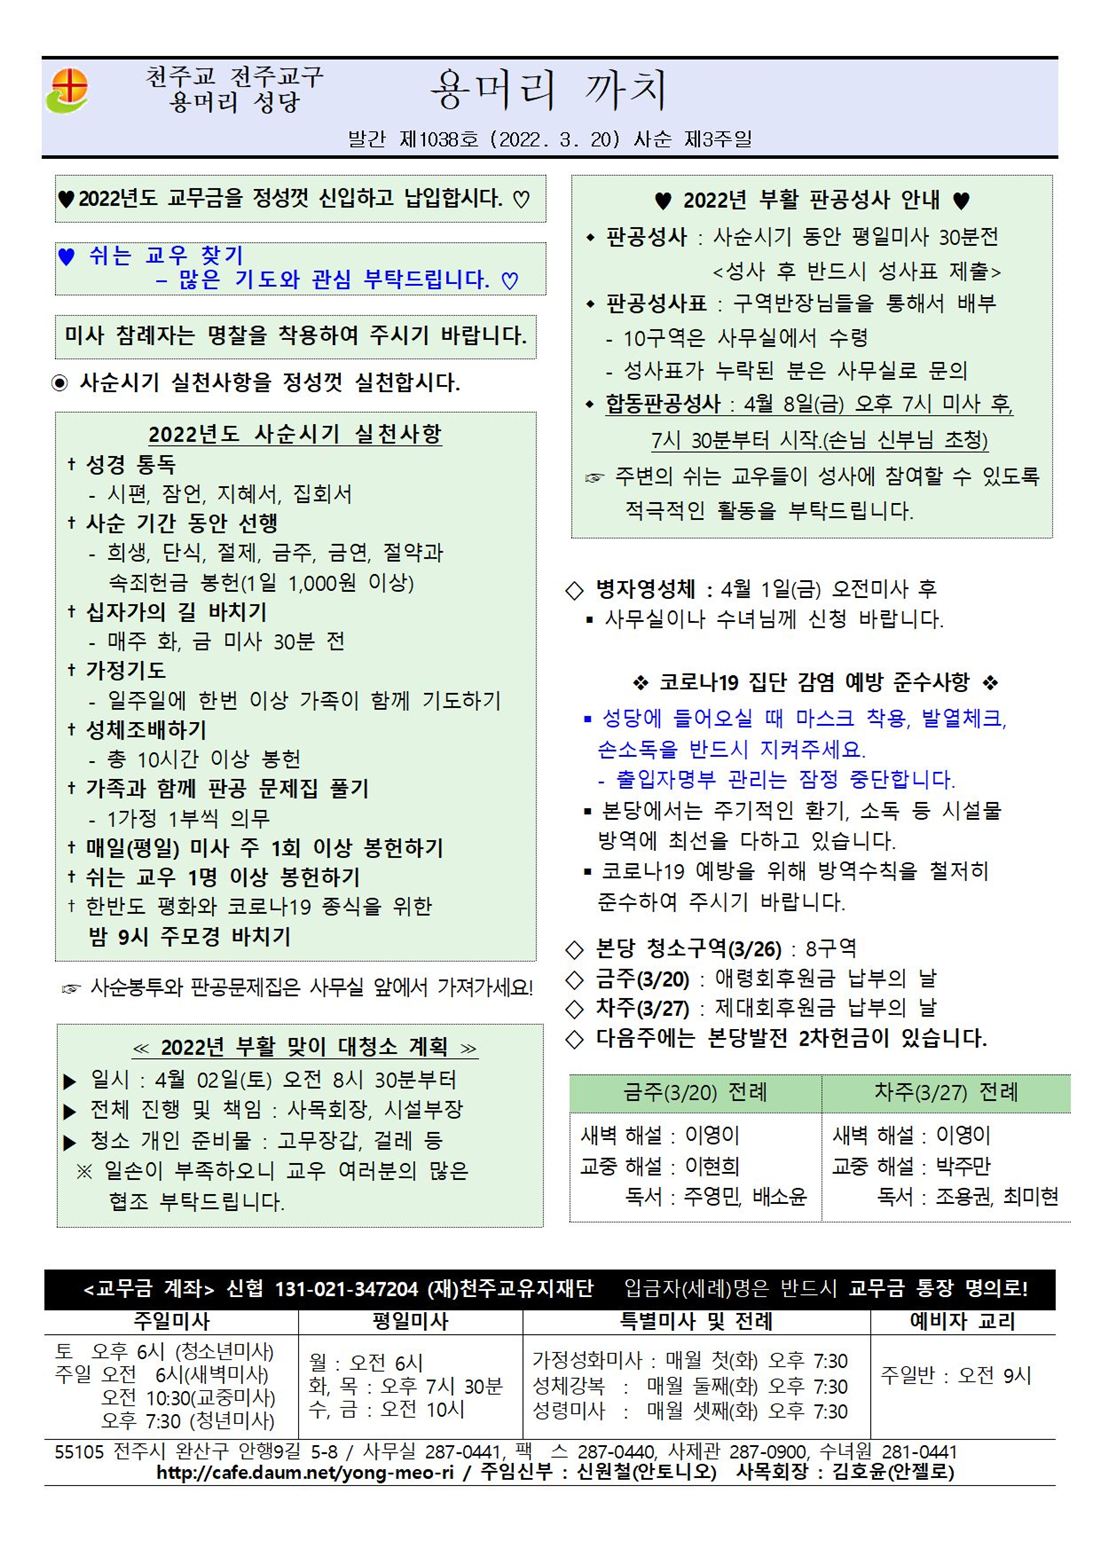 천주교 전주교구
용머리 성당
용머리 까치
발간 제1038호 (2022. 3. 20) 사순 제3주일
♥2022년도 교무금을 정성껏 신입하고 납입합시다. ♡
♥ 쉬는 교우 찾기
– 많은 기도와 관심 부탁드립니다. ♡
미사 참례자는 명찰을 착용하여 주시기 바랍니다.
◉ 사순시기 실천사항을 정성껏 실천합시다.
2022년도 사순시기 실천사항
† 성경 통독
- 시편, 잠언, 지혜서, 집회서
† 사순 기간 동안 선행
- 희생, 단식, 절제, 금주, 금연, 절약과
속죄헌금 봉헌(1일 1,000원 이상)
† 십자가의 길 바치기
- 매주 화, 금 미사 30분 전
† 가정기도
- 일주일에 한번 이상 가족이 함께 기도하기
† 성체조배하기
- 총 10시간 이상 봉헌
† 가족과 함께 판공 문제집 풀기
- 1가정 1부씩 의무
† 매일(평일) 미사 주 1회 이상 봉헌하기
† 쉬는 교우 1명 이상 봉헌하기
† 한반도 평화와 코로나19 종식을 위한
밤 9시 주모경 바치기
☞ 사순봉투와 판공문제집은 사무실 앞에서 가져가세요!
≪ 2022년 부활 맞이 대청소 계획 ≫
▶ 일시 : 4월 02일(토) 오전 8시 30분부터
▶ 전체 진행 및 책임 : 사목회장, 시설부장
▶ 청소 개인 준비물 : 고무장갑, 걸레 등
※ 일손이 부족하오니 교우 여러분의 많은
협조 부탁드립니다.
♥ 2022년 부활 판공성사 안내 ♥
◆ 판공성사 : 사순시기 동안 평일미사 30분전
<성사 후 반드시 성사표 제출>
◆ 판공성사표 : 구역반장님들을 통해서 배부
- 10구역은 사무실에서 수령
- 성사표가 누락된 분은 사무실로 문의
◆ 합동판공성사 : 4월 8일(금) 오후 7시 미사 후,
7시 30분부터 시작.(손님 신부님 초청)
☞ 주변의 쉬는 교우들이 성사에 참여할 수 있도록
적극적인 활동을 부탁드립니다.
◇ 병자영성체 : 4월 1일(금) 오전미사 후
▪ 사무실이나 수녀님께 신청 바랍니다.
❖ 코로나19 집단 감염 예방 준수사항 ❖
▪ 성당에 들어오실 때 마스크 착용, 발열체크,
손소독을 반드시 지켜주세요.
- 출입자명부 관리는 잠정 중단합니다.
▪ 본당에서는 주기적인 환기, 소독 등 시설물
방역에 최선을 다하고 있습니다.
▪ 코로나19 예방을 위해 방역수칙을 철저히
준수하여 주시기 바랍니다.
◇ 본당 청소구역(3/26) : 8구역
◇ 금주(3/20) : 애령회후원금 납부의 날
◇ 차주(3/27) : 제대회후원금 납부의 날
◇ 다음주에는 본당발전 2차헌금이 있습니다.
금주(3/20) 전례 차주(3/27) 전례
새벽 해설 : 이영이 새벽 해설 : 이영이
교중 해설 : 이현희 교중 해설 : 박주만
독서 : 주영민, 배소윤 독서 : 조용권, 최미현
<교무금 계좌> 신협 131-021-347204 (재)천주교유지재단 입금자(세례)명은 반드시 교무금 통장 명의로!
주일미사 평일미사 특별미사 및 전례 예비자 교리
토 오후 6시 (청소년미사)
주일 오전 6시(새벽미사)
오전 10:30(교중미사)
오후 7:30 (청년미사)
월 : 오전 6시
화, 목 : 오후 7시 30분
수, 금 : 오전 10시
가정성화미사 : 매월 첫(화) 오후 7:30
성체강복 : 매월 둘째(화) 오후 7:30
성령미사 : 매월 셋째(화) 오후 7:30
주일반 : 오전 9시
55105 전주시 완산구 안행9길 5-8 / 사무실 287-0441, 팩 스 287-0440, 사제관 287-0900, 수녀원 281-0441
http://cafe.daum.net/yong-meo-ri / 주임신부 : 신원철(안토니오) 사목회장 : 김호윤(안젤로)